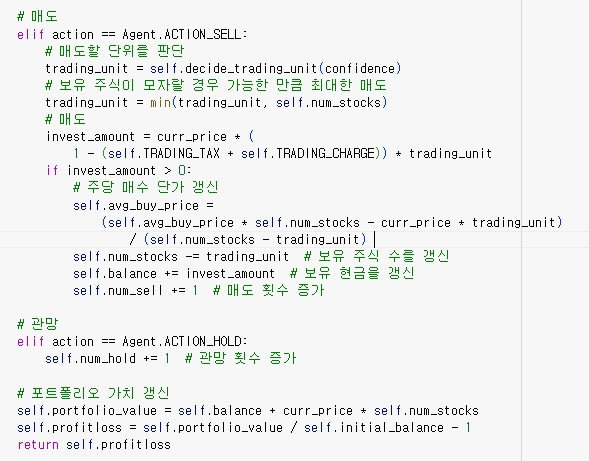 # 매도
elif action == Agent.ACTION_SELL:
    # 매도할 단위를 판단
    trading_unit = self.decide_trading_unit(confidence)
    # 보유 주식이 모자랄 경우 가능한 만큼 최대한 매도
    trading_unit = min(trading_unit, self.num_stocks)
    # 매도
    invest_amount = curr_price * (
        1 - (self.TRADING_TAX + self.TRADING_CHARGE)) * trading_unit
    if invest_amount > 0:
        # 주당 매수 단가 갱신
        self.avg_buy_price =
            (self.avg_buy_price * self.num_stocks - curr_price * trading_unit)
                / (self.num_stocks - trading_unit)
        self.num_stocks -= trading_unit  # 보유 주식 수를 갱신
        self.balance += invest_amount  # 보유 현금을 갱신
        self.num_sell += 1  # 매도 횟수 증가

# 관망
elif action == Agent.ACTION_HOLD:
    self.num_hold += 1  # 관망 횟수 증가

# 포트폴리오 가치 갱신
self.portfolio_value = self.balance + curr_price * self.num_stocks
self.profitloss = self.portfolio_value / self.initial_balance - 1
return self.profitloss